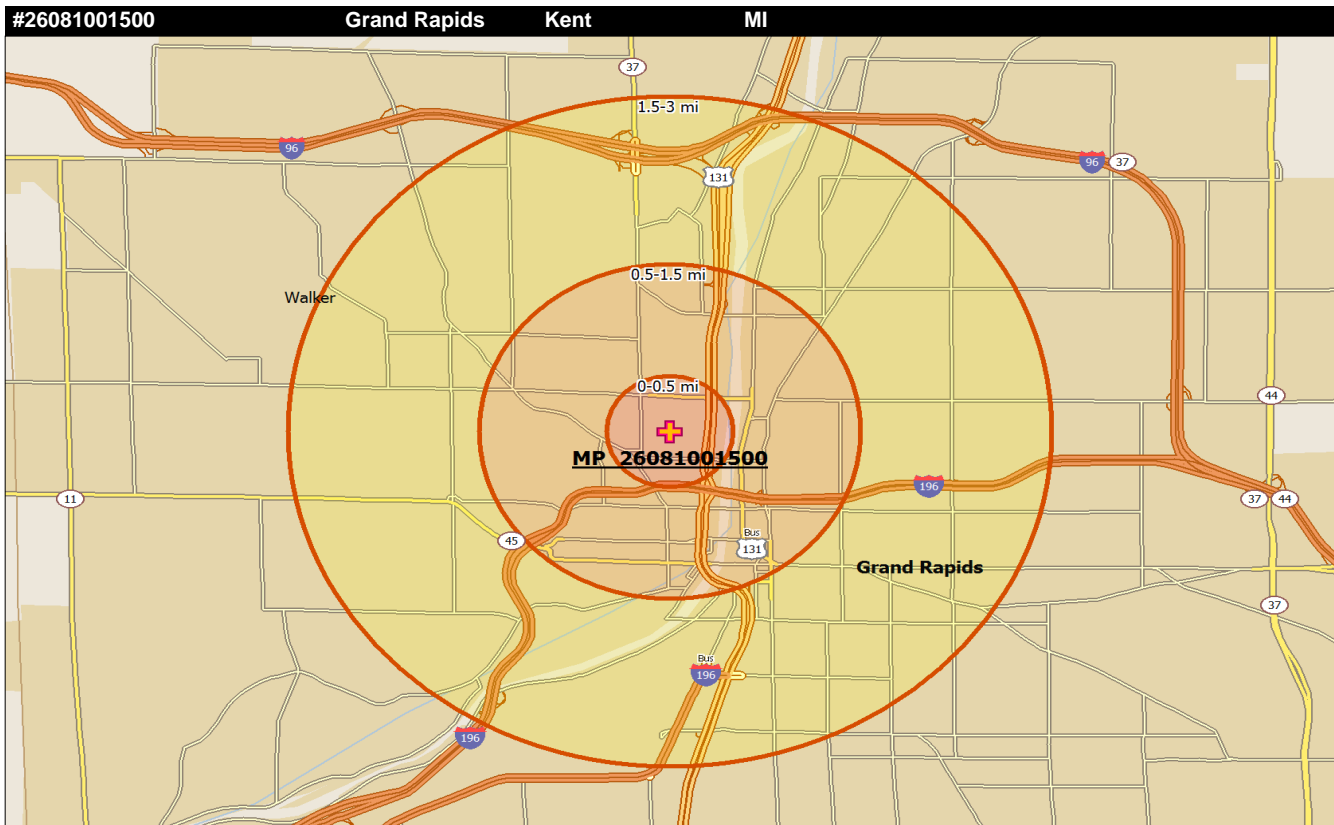 #26081001500 Grand Rapids Kent MI
37
1.5-3 mi
96
96 37
131
0.5-1.5 mi
Walker
0-0.5 mi
44
MP 26081001500
196
11
37 44
45
Bus
131
Grand Rapids
37
Bus
196
196